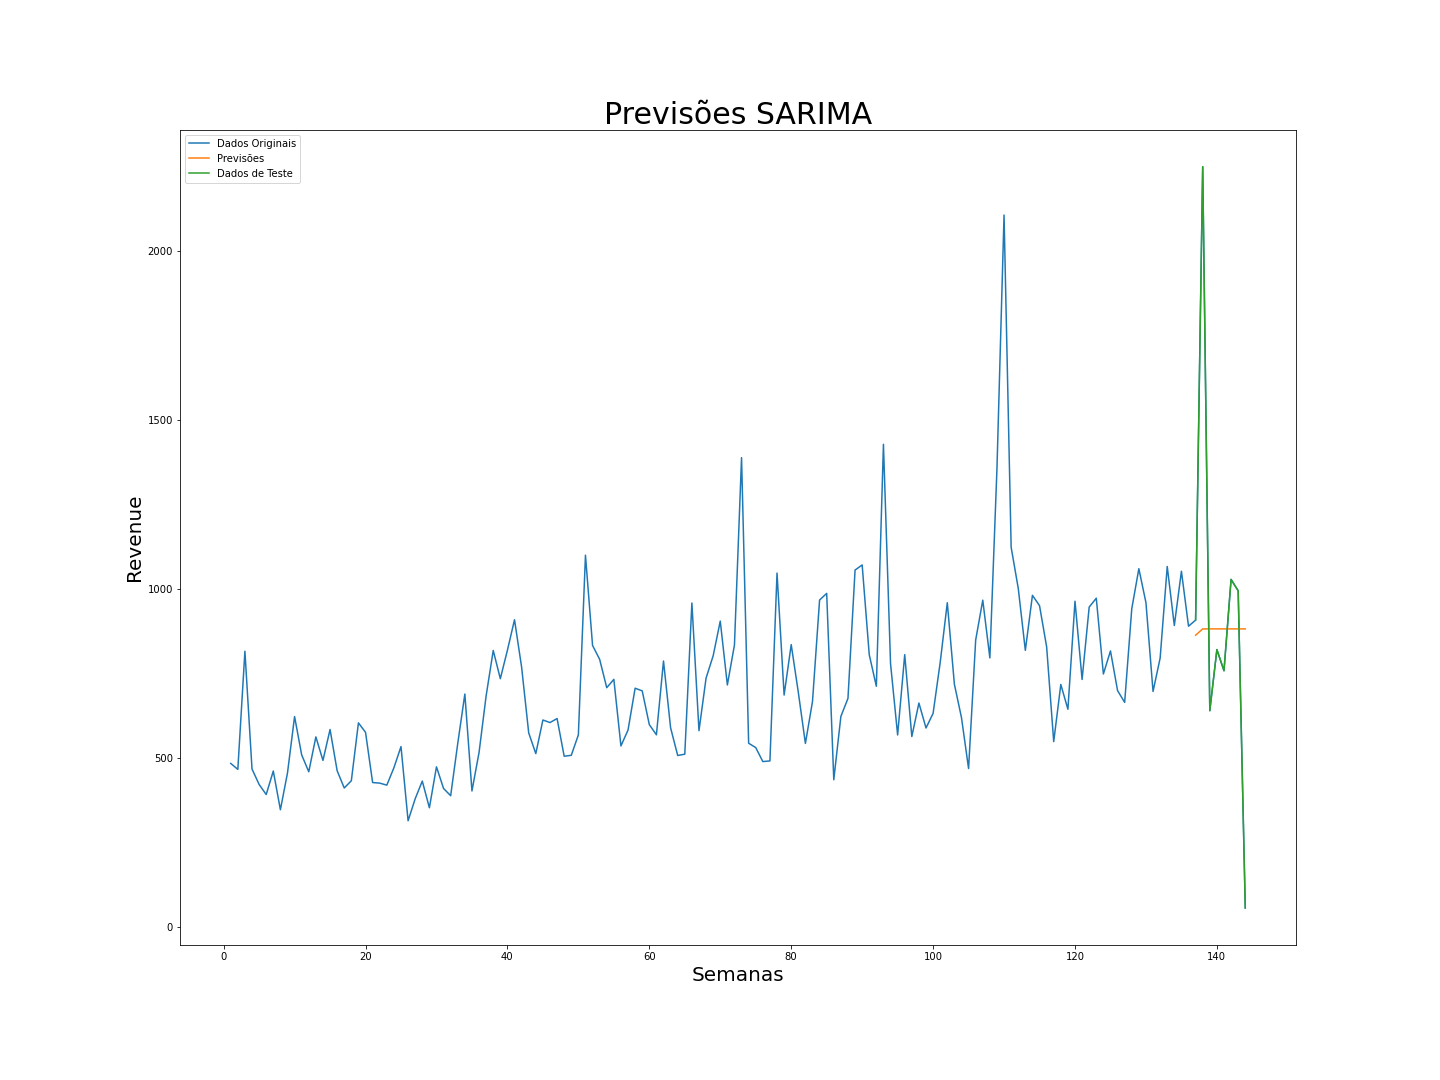 Previsões SARIMA
Dados Originais
Previsões
Dados de Teste
Revenue
2000
1500
1000
500
0
0 20 40 60 80 100 120 140
Semanas